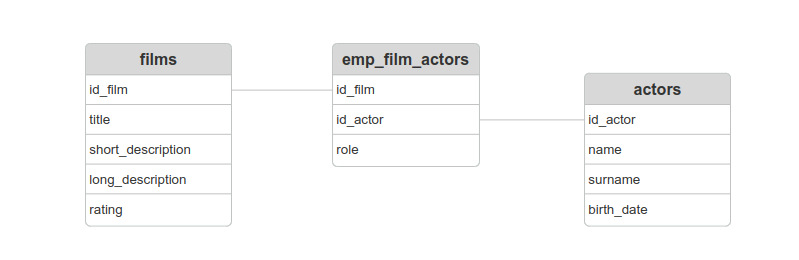 films
id_film
title
short_description
long_description
rating
emp_film_actors
id_film
id_actor
role
actors
id_actor
name
surname
birth_date